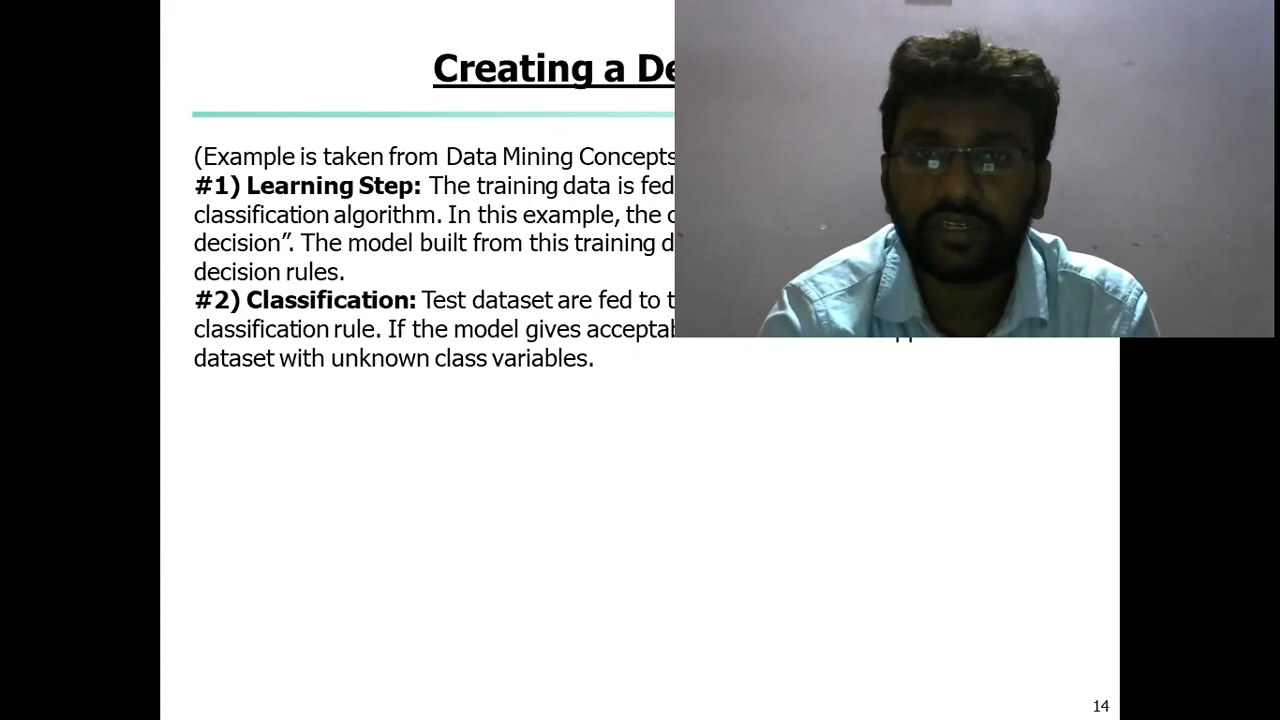 Creating a De
(Example is taken from Data Mining Concepts
#1) Learning Step: The training data is fed
classification algorithm. In this example, the
decision”. The model built from this training
decision rules.
#2) Classification: Test dataset are fed to
classification rule. If the model gives
dataset with unknown class variables.
14